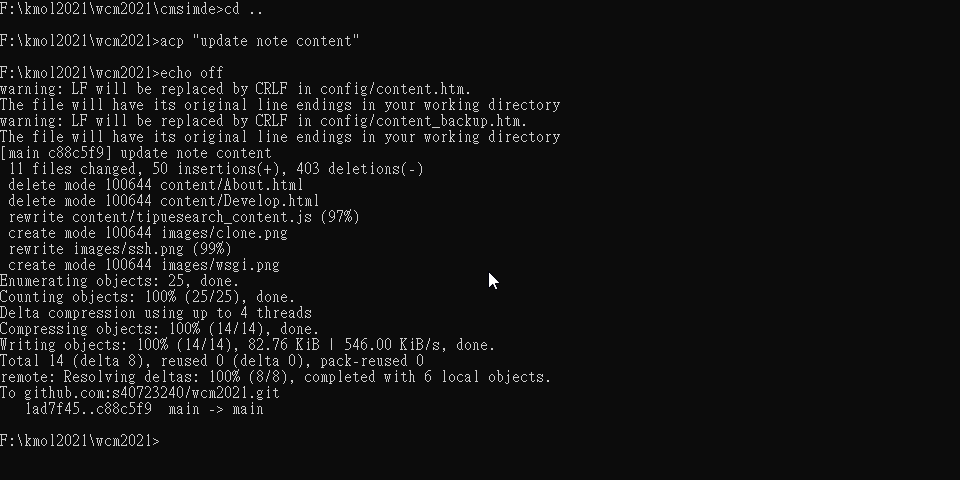 F:\kmol2021\wcm2021\cmsimde>cd ..
F:\kmol2021\wcm2021>acp "update note content"
F:\kmol2021\wcm2021>echo off
warning: LF will be replaced by CRLF in config/content.htm.
The file will have its original line endings in your working directory
warning: LF will be replaced by CRLF in config/content_backup.htm.
The file will have its original line endings in your working directory
[main c88c5f9] update note content
 11 files changed, 50 insertions(+), 403 deletions(-)
 delete mode 100644 content/About.html
 delete mode 100644 content/Develop.html
 rewrite content/tipuesearch_content.js (97%)
 create mode 100644 images/clone.png
 rewrite images/ssh.png (99%)
 create mode 100644 images/wsgi.png
Enumerating objects: 25, done.
Counting objects: 100% (25/25), done.
Delta compression using up to 4 threads
Compressing objects: 100% (14/14), done.
Writing objects: 100% (14/14), 82.76 KiB | 546.00 KiB/s, done.
Total 14 (delta 8), reused 0 (delta 0), pack-reused 0
remote: Resolving deltas: 100% (8/8), completed with 6 local objects.
To github.com:s40723240/wcm2021.git
   1ad7f45..c88c5f9  main -> main
F:\kmol2021\wcm2021>